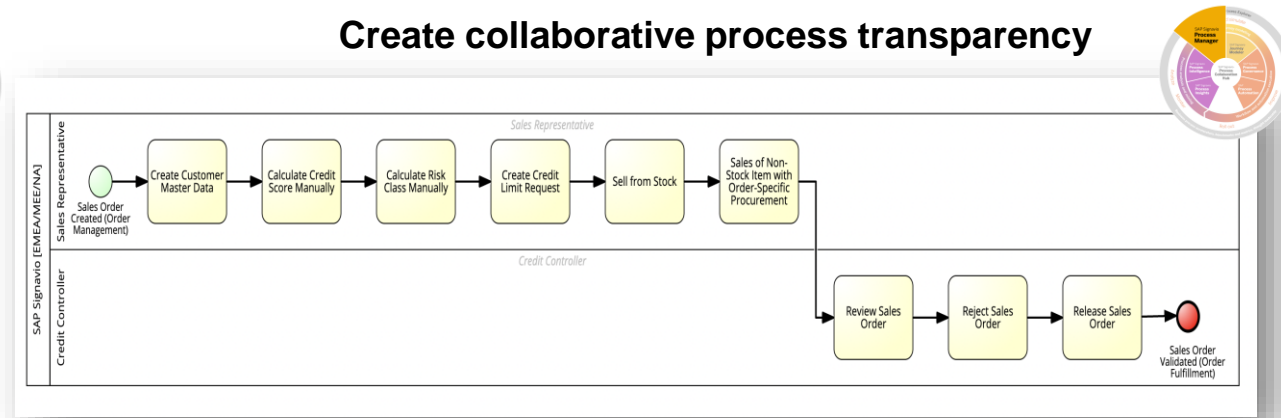 Create collaborative process transparency
SAP Signavio
Process
Manager
SAP Signavio [EMEA/MEE/NA]
Sales Representative
Sales Representative
Sales Order
Created (Order
Management)
Create Customer
Master Data
Calculate Credit
Score Manually
Calculate Risk
Class Manually
Create Credit
Limit Request
Sell from Stock
Sales of Non-
Stock Item with
Order-Specific
Procurement
Credit Controller
Credit Controller
Review Sales
Order
Reject Sales
Order
Release Sales
Order
Sales Order
Validated (Order
Fulfillment)